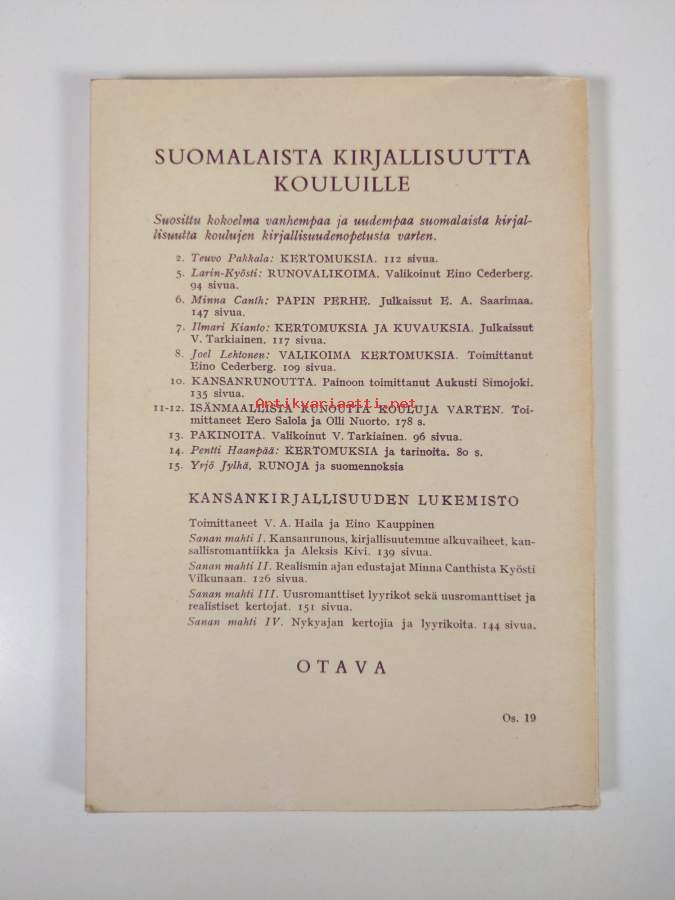 SUOMALAISTA KIRJALLISUUTTA
KOULUILLE
Suosittu kokoelma vanhempaa ja uudempaa suomalaista kirjal-
lisuutta koulujen kirjallisuudenopetusta varten.
2. Teuvo Pakkala: KERTOMUKSIA. 112 sivua.
5. Larin-Kyösti: RUNOVALIKOIMA. Valikoinut Eino Cederberg.
94 sivua.
6. Minna Canth: PAPIN PERHE. Julkaissut E. A. Saarimaa.
147 sivua.
7. Ilmari Kianto: KERTOMUKSIA JA KUVAUKSIA. Julkaissut
V. Tarkiainen. 117 sivua.
8. Joel Lehtonen: VALIKOIMA KERTOMUKSIA. Toimittanut
Eino Cederberg. 109 sivua.
10. KANSANRUNOUTTA. Painoon toimittanut Aukusti Simojoki.
135 sivua.
Antikvariaatti.net
11-12. ISÄNMAALLISTA RUNOUTTA KOULUJA VARTEN. Toi-
mittaneet Eero Salola ja Olli Nuorto. 178 s.
13. PAKINOITA. Valikoinut V. Tarkiainen. 96 sivua.
14. Pentti Haanpää: KERTOMUKSIA ja tarinoita. 80 s.
15. Yrjö Jylhä, RUNOJA ja suomennoksia
KANSANKIRJALLISUUDEN LUKEMISTO
Toimittaneet V. A. Haila ja Eino Kauppinen
Sanan mahti I. Kansanrunous, kirjallisuutemme alkuvaiheet, kan-
sallisromantiikka ja Aleksis Kivi. 139 sivua.
Sanan mahti II. Realismin ajan edustajat Minna Canthista Kyösti
Vilkunaan. 126 sivua.
Sanan mahti III. Uusromanttiset lyyrikot sekä uusromanttiset ja
realistiset kertojat. 151 sivua.
Sanan mahti IV. Nykyajan kertojia ja lyyrikoita. 144 sivua.
OTAVA
Os. 19